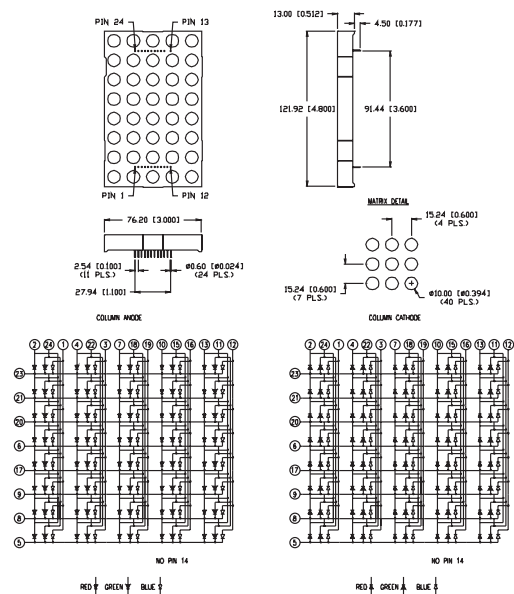 PIN 24
PIN 13
PIN 1
PIN 12
13.00 [0.512]
4.50 [0.177]
121.92 [4.800]
91.44 [3.600]
76.20 [3.000]
2.54 [0.100]
(11 PLS.)
ø0.60 [ø0.024]
(24 PLS.)
27.94 [1.100]
MATRIX DETAIL
15.24 [0.600]
(4 PLS.)
15.24 [0.600]
(7 PLS.)
ø10.00 [ø0.394]
(40 PLS.)
COLUMN ANODE
2 24 1 4 22 3 7 18 19 10 15 16 13 11 12
23
21
20
6
17
9
8
5
NO PIN 14
RED GREEN BLUE
COLUMN CATHODE
2 24 1 4 22 3 7 18 19 10 15 16 13 11 12
23
21
20
6
17
9
8
5
NO PIN 14
RED GREEN BLUE